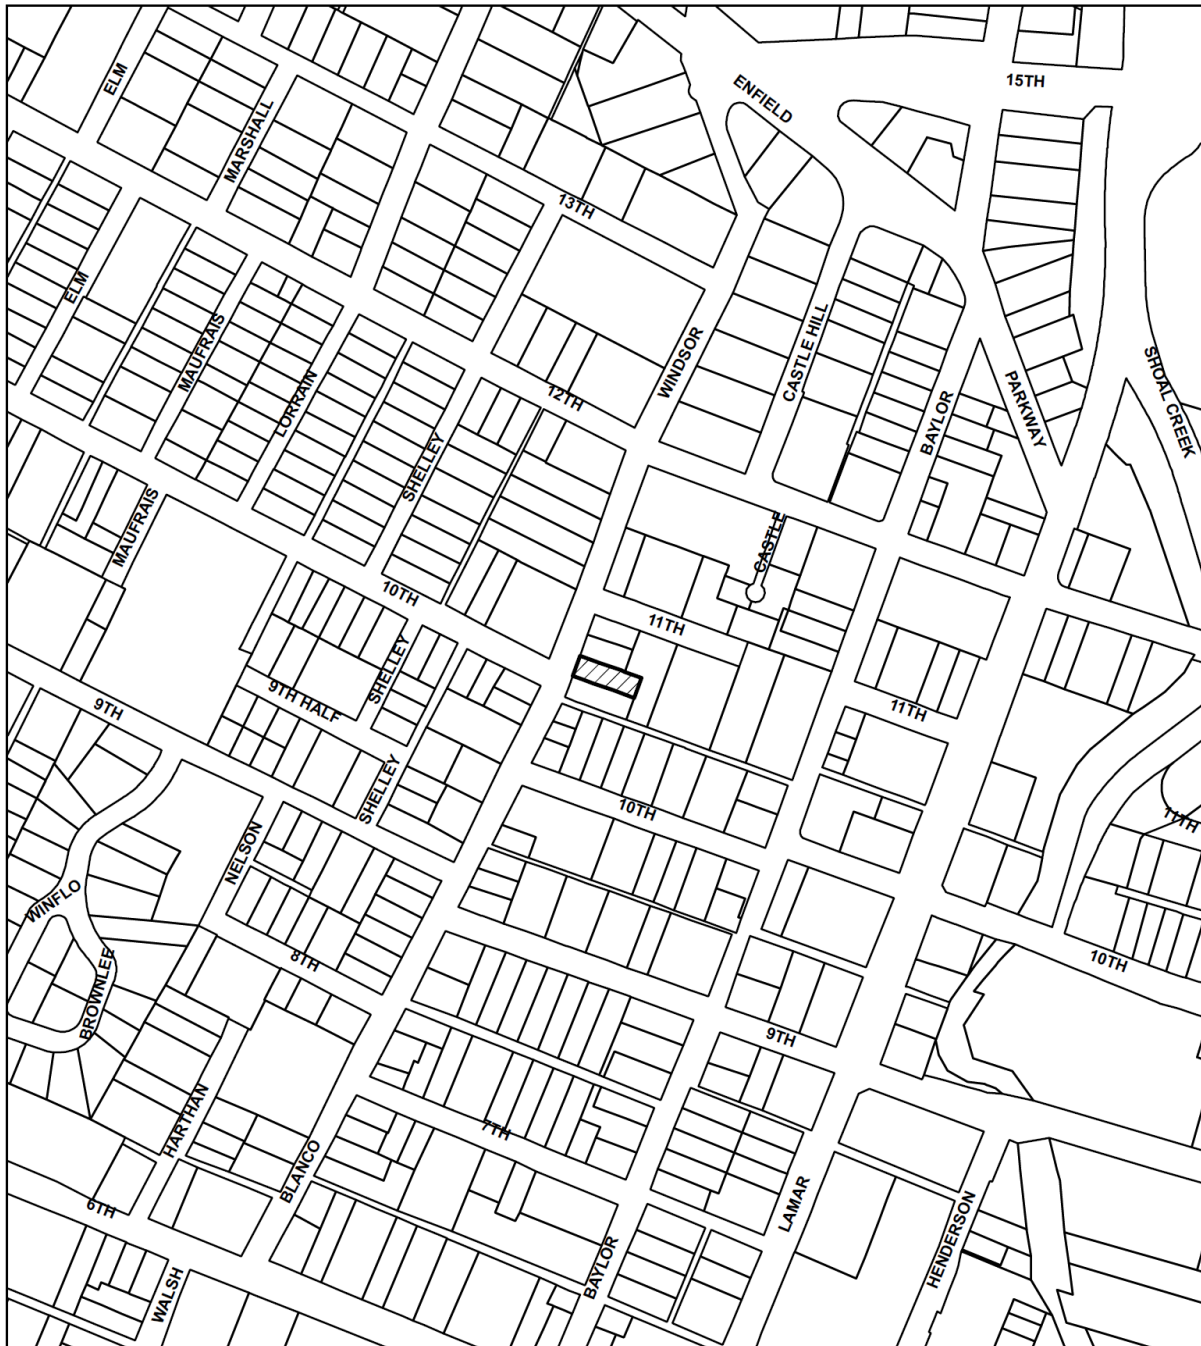 15TH
ELM
ENFIELD
MARSHALL
13TH
ELM
MAUFRAIS
WINDSOR
CASTLE HILL
SHOAL CREEK
LORRAIN
12TH
PARKWAY
BAYLOR
SHELLEY
MAUFRAIS
CASTLE
10TH
11TH
SHELLEY
9TH HALF
9TH
11TH
SHELLEY
10TH
11TH
NELSON
WINFLO
8TH
10TH
BROWNLEE
9TH
HARTHAN
7TH
BLANCO
6TH
LAMAR
HENDERSON
BAYLOR
WALSH